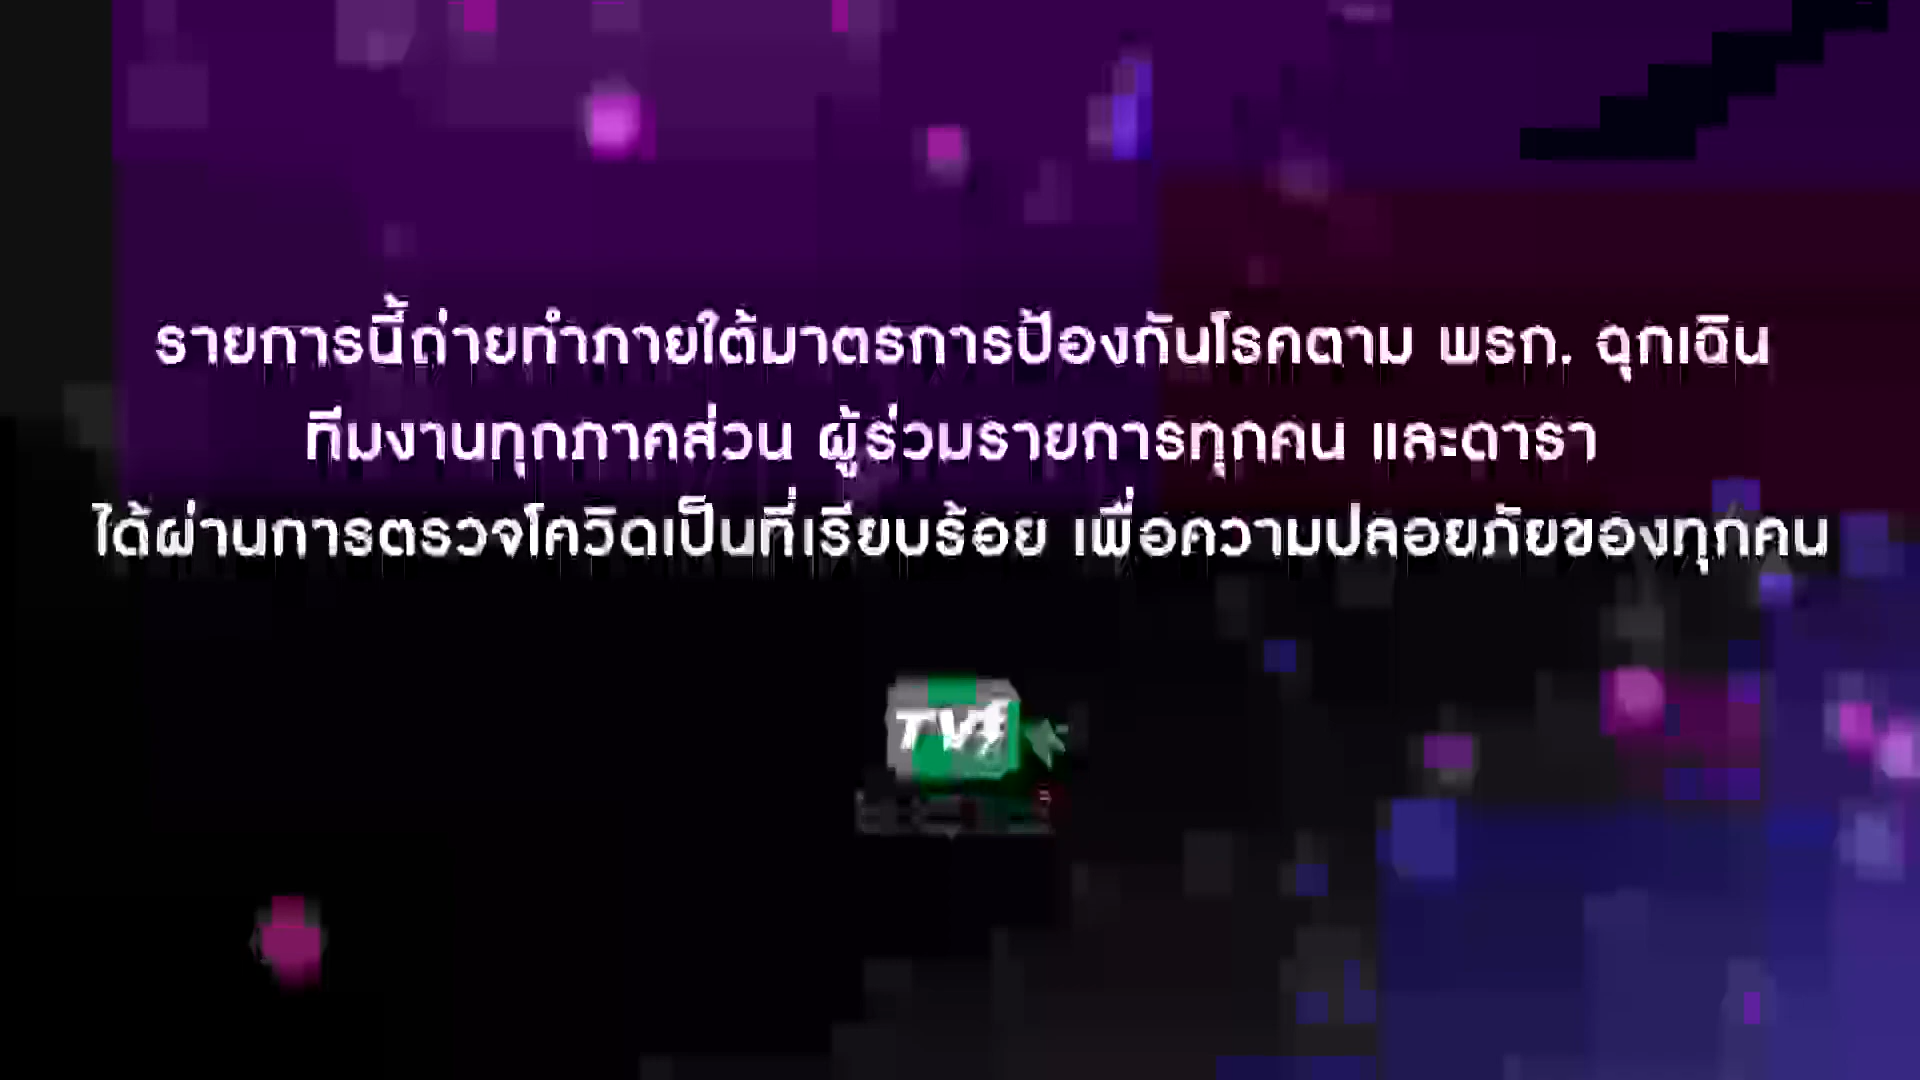 รายการนี้ถ่ายทำภายใต้มาตรการป้องกันโรคตาม พรก. ฉุกเฉิน
ทีมงานทุกภาคส่วน ผู้ร่วมรายการทุกคน และดารา
ได้ผ่านการตรวจโควิดเป็นที่เรียบร้อย เพื่อความปลอยภัยของทุกคน